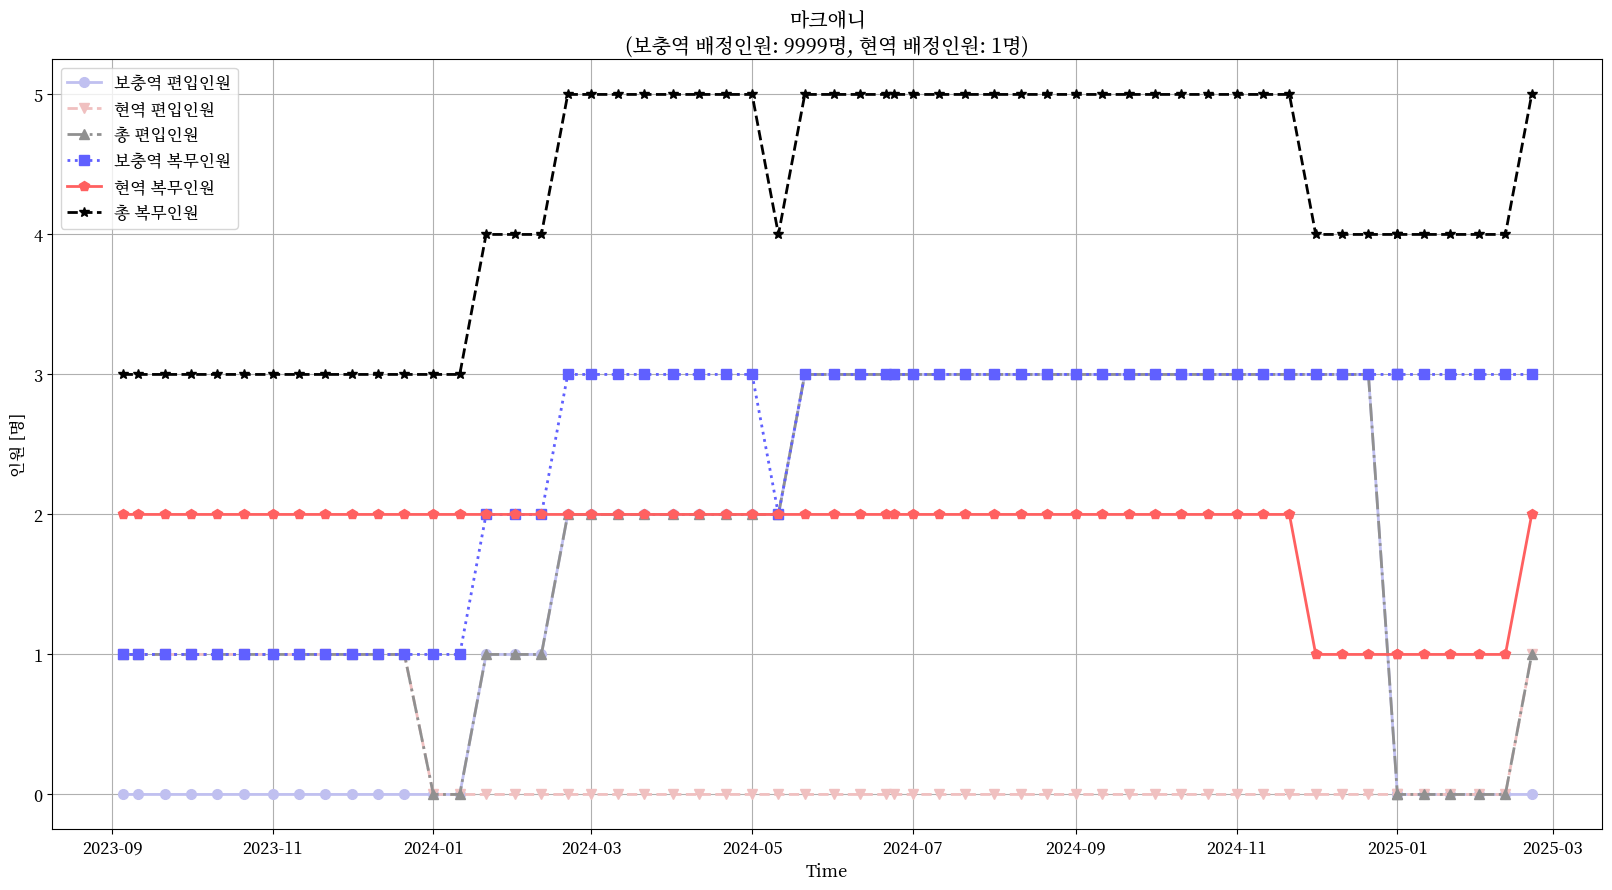 마크애니
(보충역 배정인원: 9999명, 현역 배정인원: 1명)
보충역 편입인원
현역 편입인원
총 편입인원
보충역 복무인원
현역 복무인원
총 복무인원
인원 [명]
5
4
3
2
1
0
2023-09
2023-11
2024-01
2024-03
2024-05
2024-07
2024-09
2024-11
2025-01
2025-03
Time